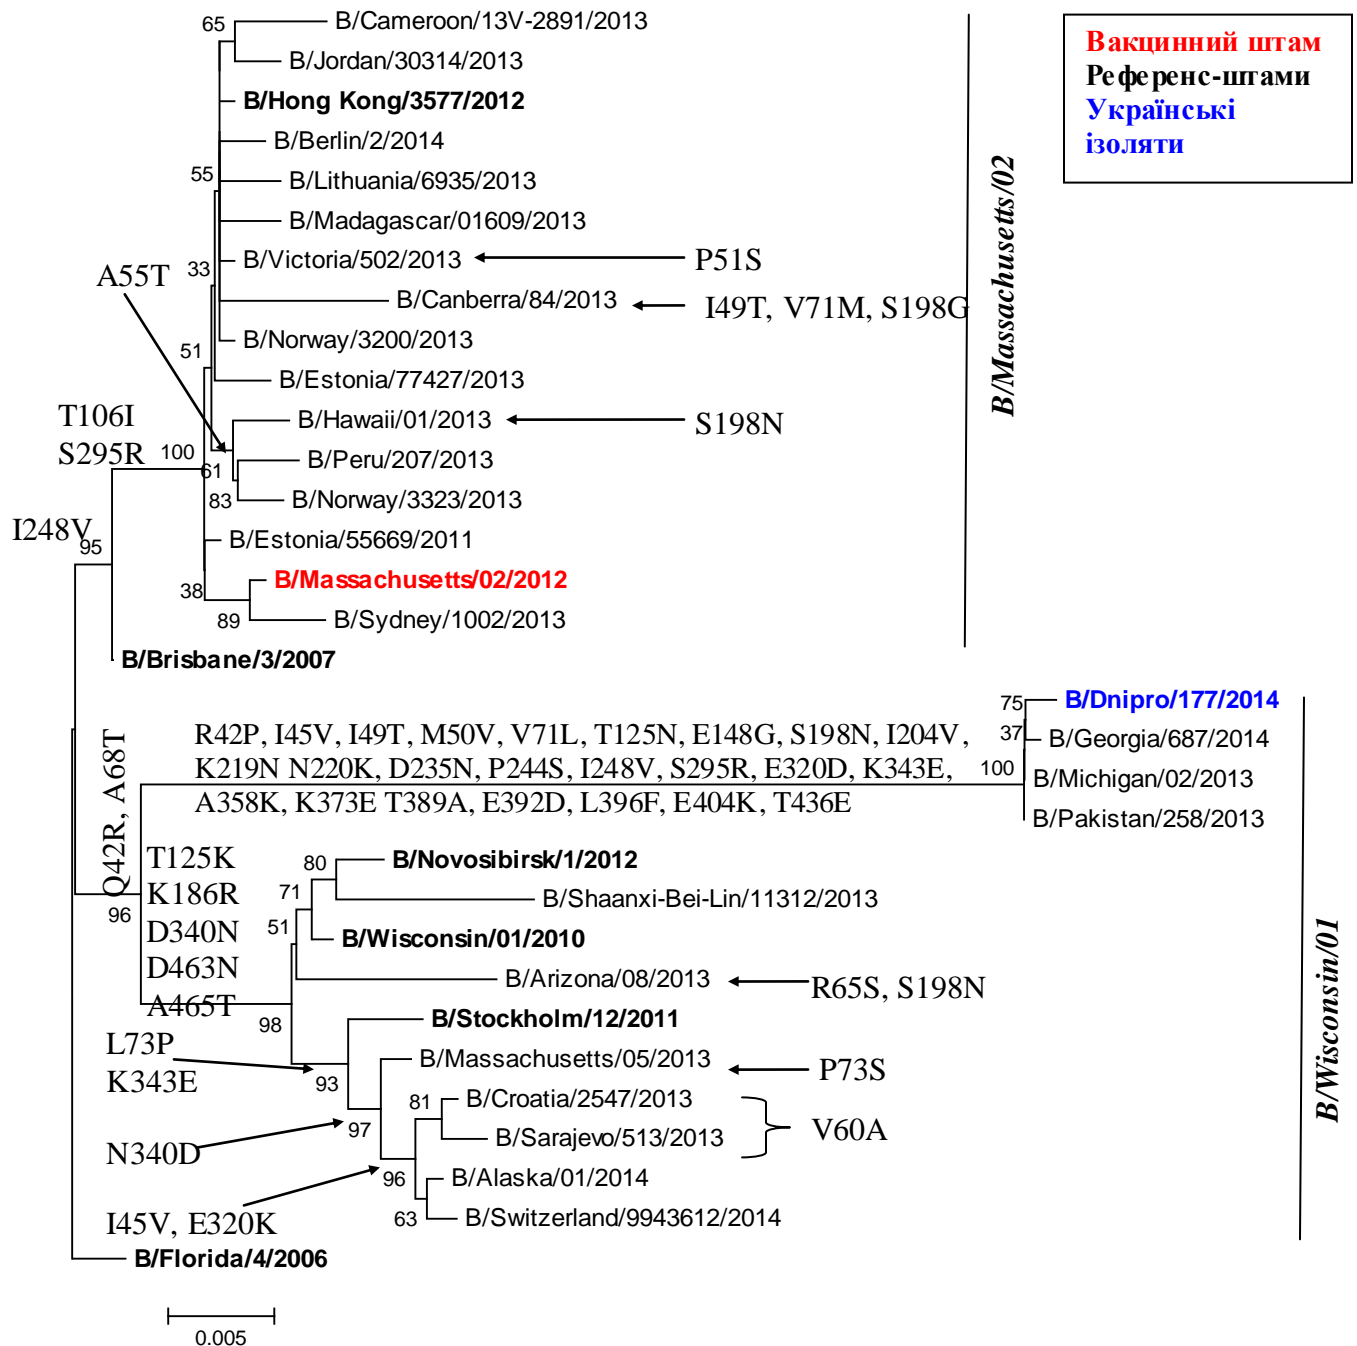 65
B/Cameroon/13V-2891/2013
B/Jordan/30314/2013
B/Hong Kong/3577/2012
B/Berlin/2/2014
55
B/Lithuania/6935/2013
B/Madagascar/01609/2013
33
B/Victoria/502/2013
P51S
A55T
B/Canberra/84/2013
I49T, V71M, S198G
B/Norway/3200/2013
51
B/Estonia/77427/2013
T106I
S295R
B/Hawaii/01/2013
S198N
100
61
B/Peru/207/2013
83
B/Norway/3323/2013
I248V
95
B/Estonia/55669/2011
B/Massachusetts/02/2012
38
89
B/Sydney/1002/2013
B/Brisbane/3/2007
B/Massachusetts/02
Вакцинний штам
Референс-штами
Українські
ізоляти
75
B/Dnipro/177/2014
37
B/Georgia/687/2014
100
B/Michigan/02/2013
B/Pakistan/258/2013
R42P, I45V, I49T, M50V, V71L, T125N, E148G, S198N, I204V,
K219N N220K, D235N, P244S, I248V, S295R, E320D, K343E,
A358K, K373E T389A, E392D, L396F, E404K, T436E
Q42R, A68T
96
T125K
K186R
D340N
D463N
A465T
80
B/Novosibirsk/1/2012
71
B/Shaanxi-Bei-Lin/11312/2013
51
B/Wisconsin/01/2010
B/Arizona/08/2013
R65S, S198N
98
B/Stockholm/12/2011
L73P
K343E
93
B/Massachusetts/05/2013
P73S
81
B/Croatia/2547/2013
N340D
97
B/Sarajevo/513/2013
V60A
96
B/Alaska/01/2014
I45V, E320K
63
B/Switzerland/9943612/2014
B/Wisconsin/01
B/Florida/4/2006
0.005